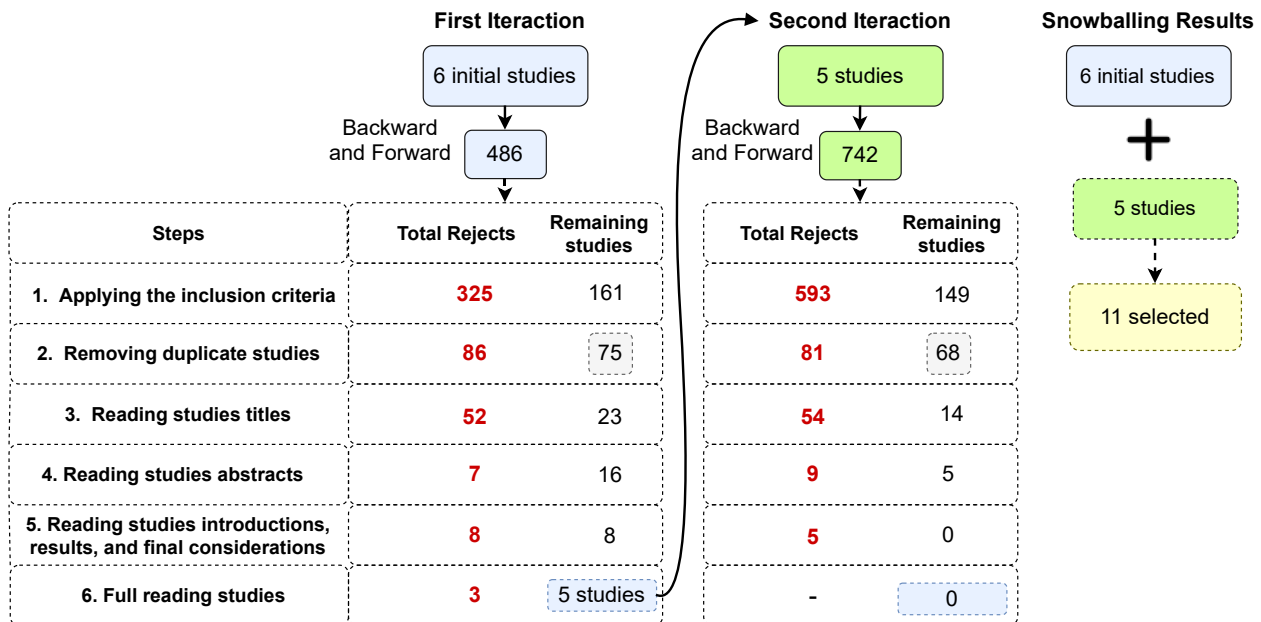 First Iteraction
Second Iteraction
Snowballing Results
6 initial studies
5 studies
6 initial studies
Backward
and Forward
486
Backward
and Forward
742
5 studies
11 selected
Steps
Total Rejects
Remaining
studies
Total Rejects
Remaining
studies
1. Applying the inclusion criteria
325
161
593
149
2. Removing duplicate studies
86
75
81
68
3. Reading studies titles
52
23
54
14
4. Reading studies abstracts
7
16
9
5
5. Reading studies introductions,
results, and final considerations
8
8
5
0
6. Full reading studies
3
5 studies
-
0